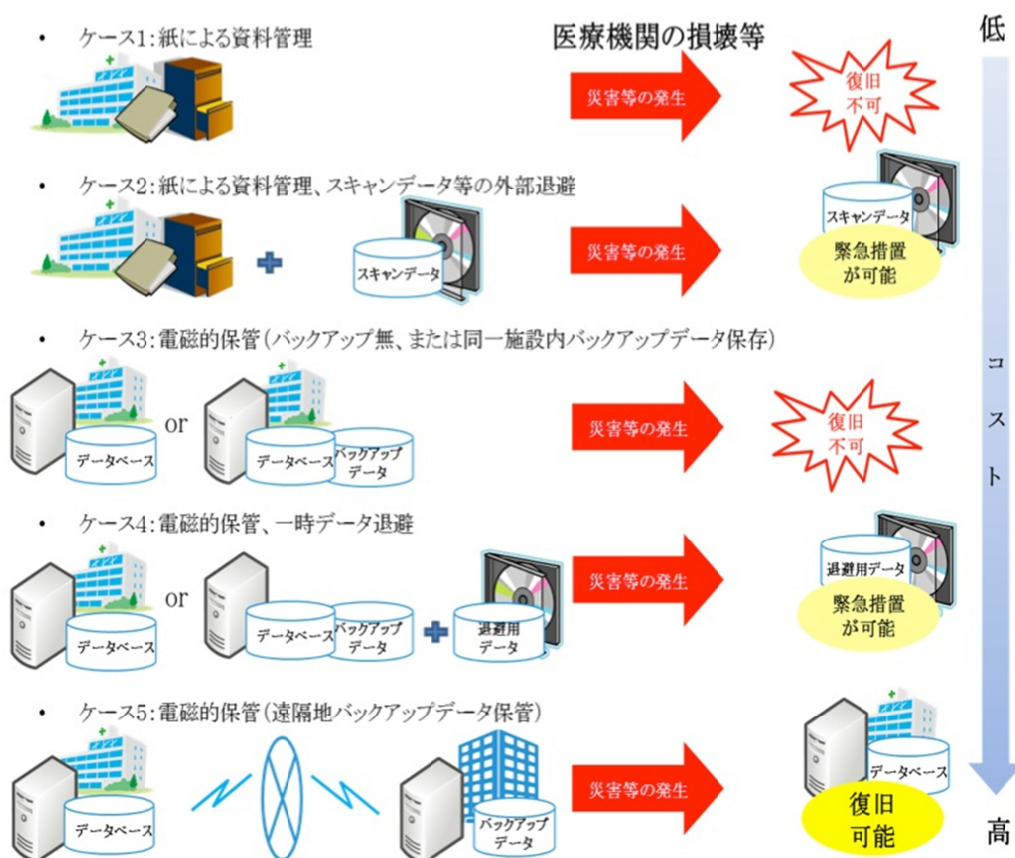 医療機関の損壊等
低
• ケース1:紙による資料管理
災害等の発生
復旧
不可
• ケース2:紙による資料管理、スキャンデータ等の外部退避
スキャンデータ
災害等の発生
スキャンデータ
緊急措置
が可能
• ケース3:電磁的保管(バックアップ無、または同一施設内バックアップデータ保存)
データベース
or
データベース
バックアップ
データ
災害等の発生
復旧
不可
コスト
• ケース4:電磁的保管、一時データ退避
データベース
or
データベース
バックアップ
データ
退避用
データ
災害等の発生
退避用データ
緊急措置
が可能
• ケース5:電磁的保管(遠隔地バックアップデータ保管)
データベース
バックアップ
データ
災害等の発生
データベース
復旧
可能
高